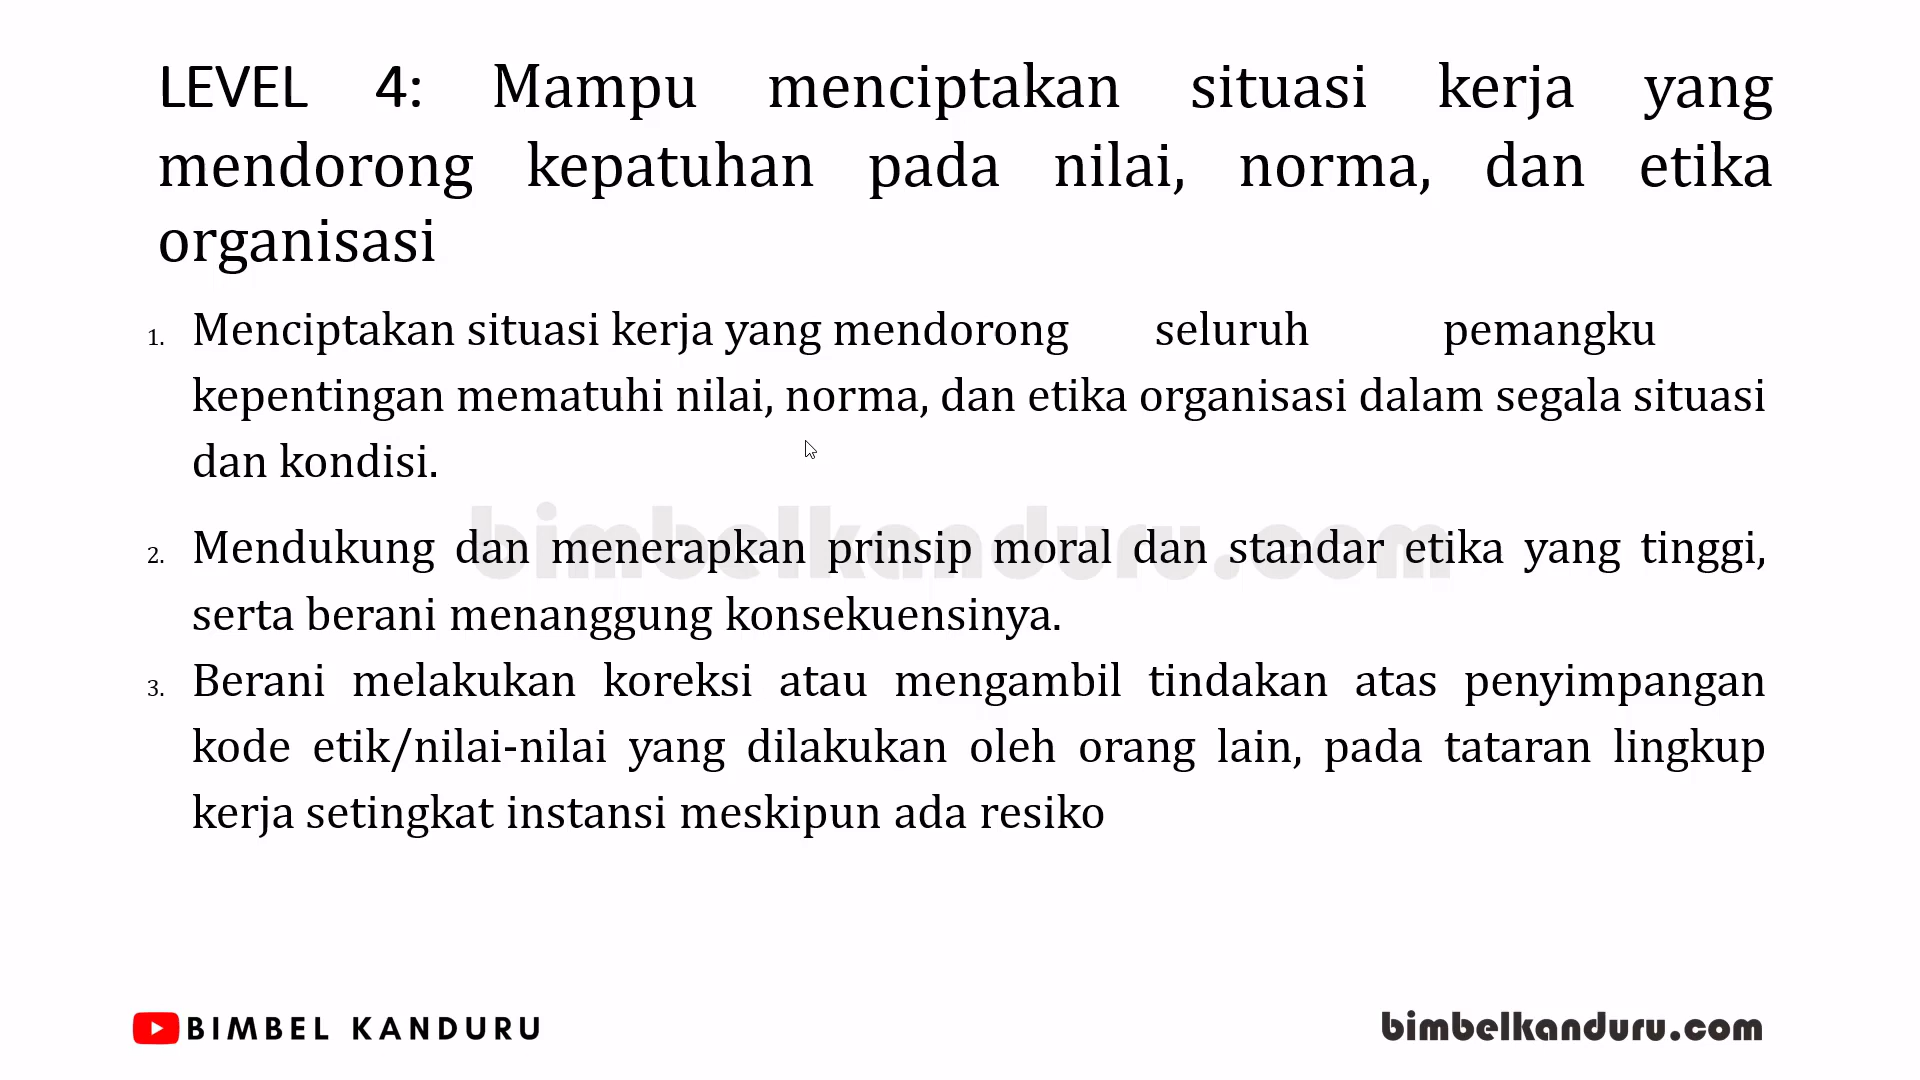 LEVEL 4: Mampu menciptakan situasi kerja yang
mendorong kepatuhan pada nilai, norma, dan etika
organisasi
1. Menciptakan situasi kerja yang mendorong seluruh pemangku
kepentingan mematuhi nilai, norma, dan etika organisasi dalam segala situasi
dan kondisi.
bimbelkanduru.com
2. Mendukung dan menerapkan prinsip moral dan standar etika yang tinggi,
serta berani menanggung konsekuensinya.
3. Berani melakukan koreksi atau mengambil tindakan atas penyimpangan
kode etik/nilai-nilai yang dilakukan oleh orang lain, pada tataran lingkup
kerja setingkat instansi meskipun ada resiko
BIMBEL KANDURU
bimbelkanduru.com